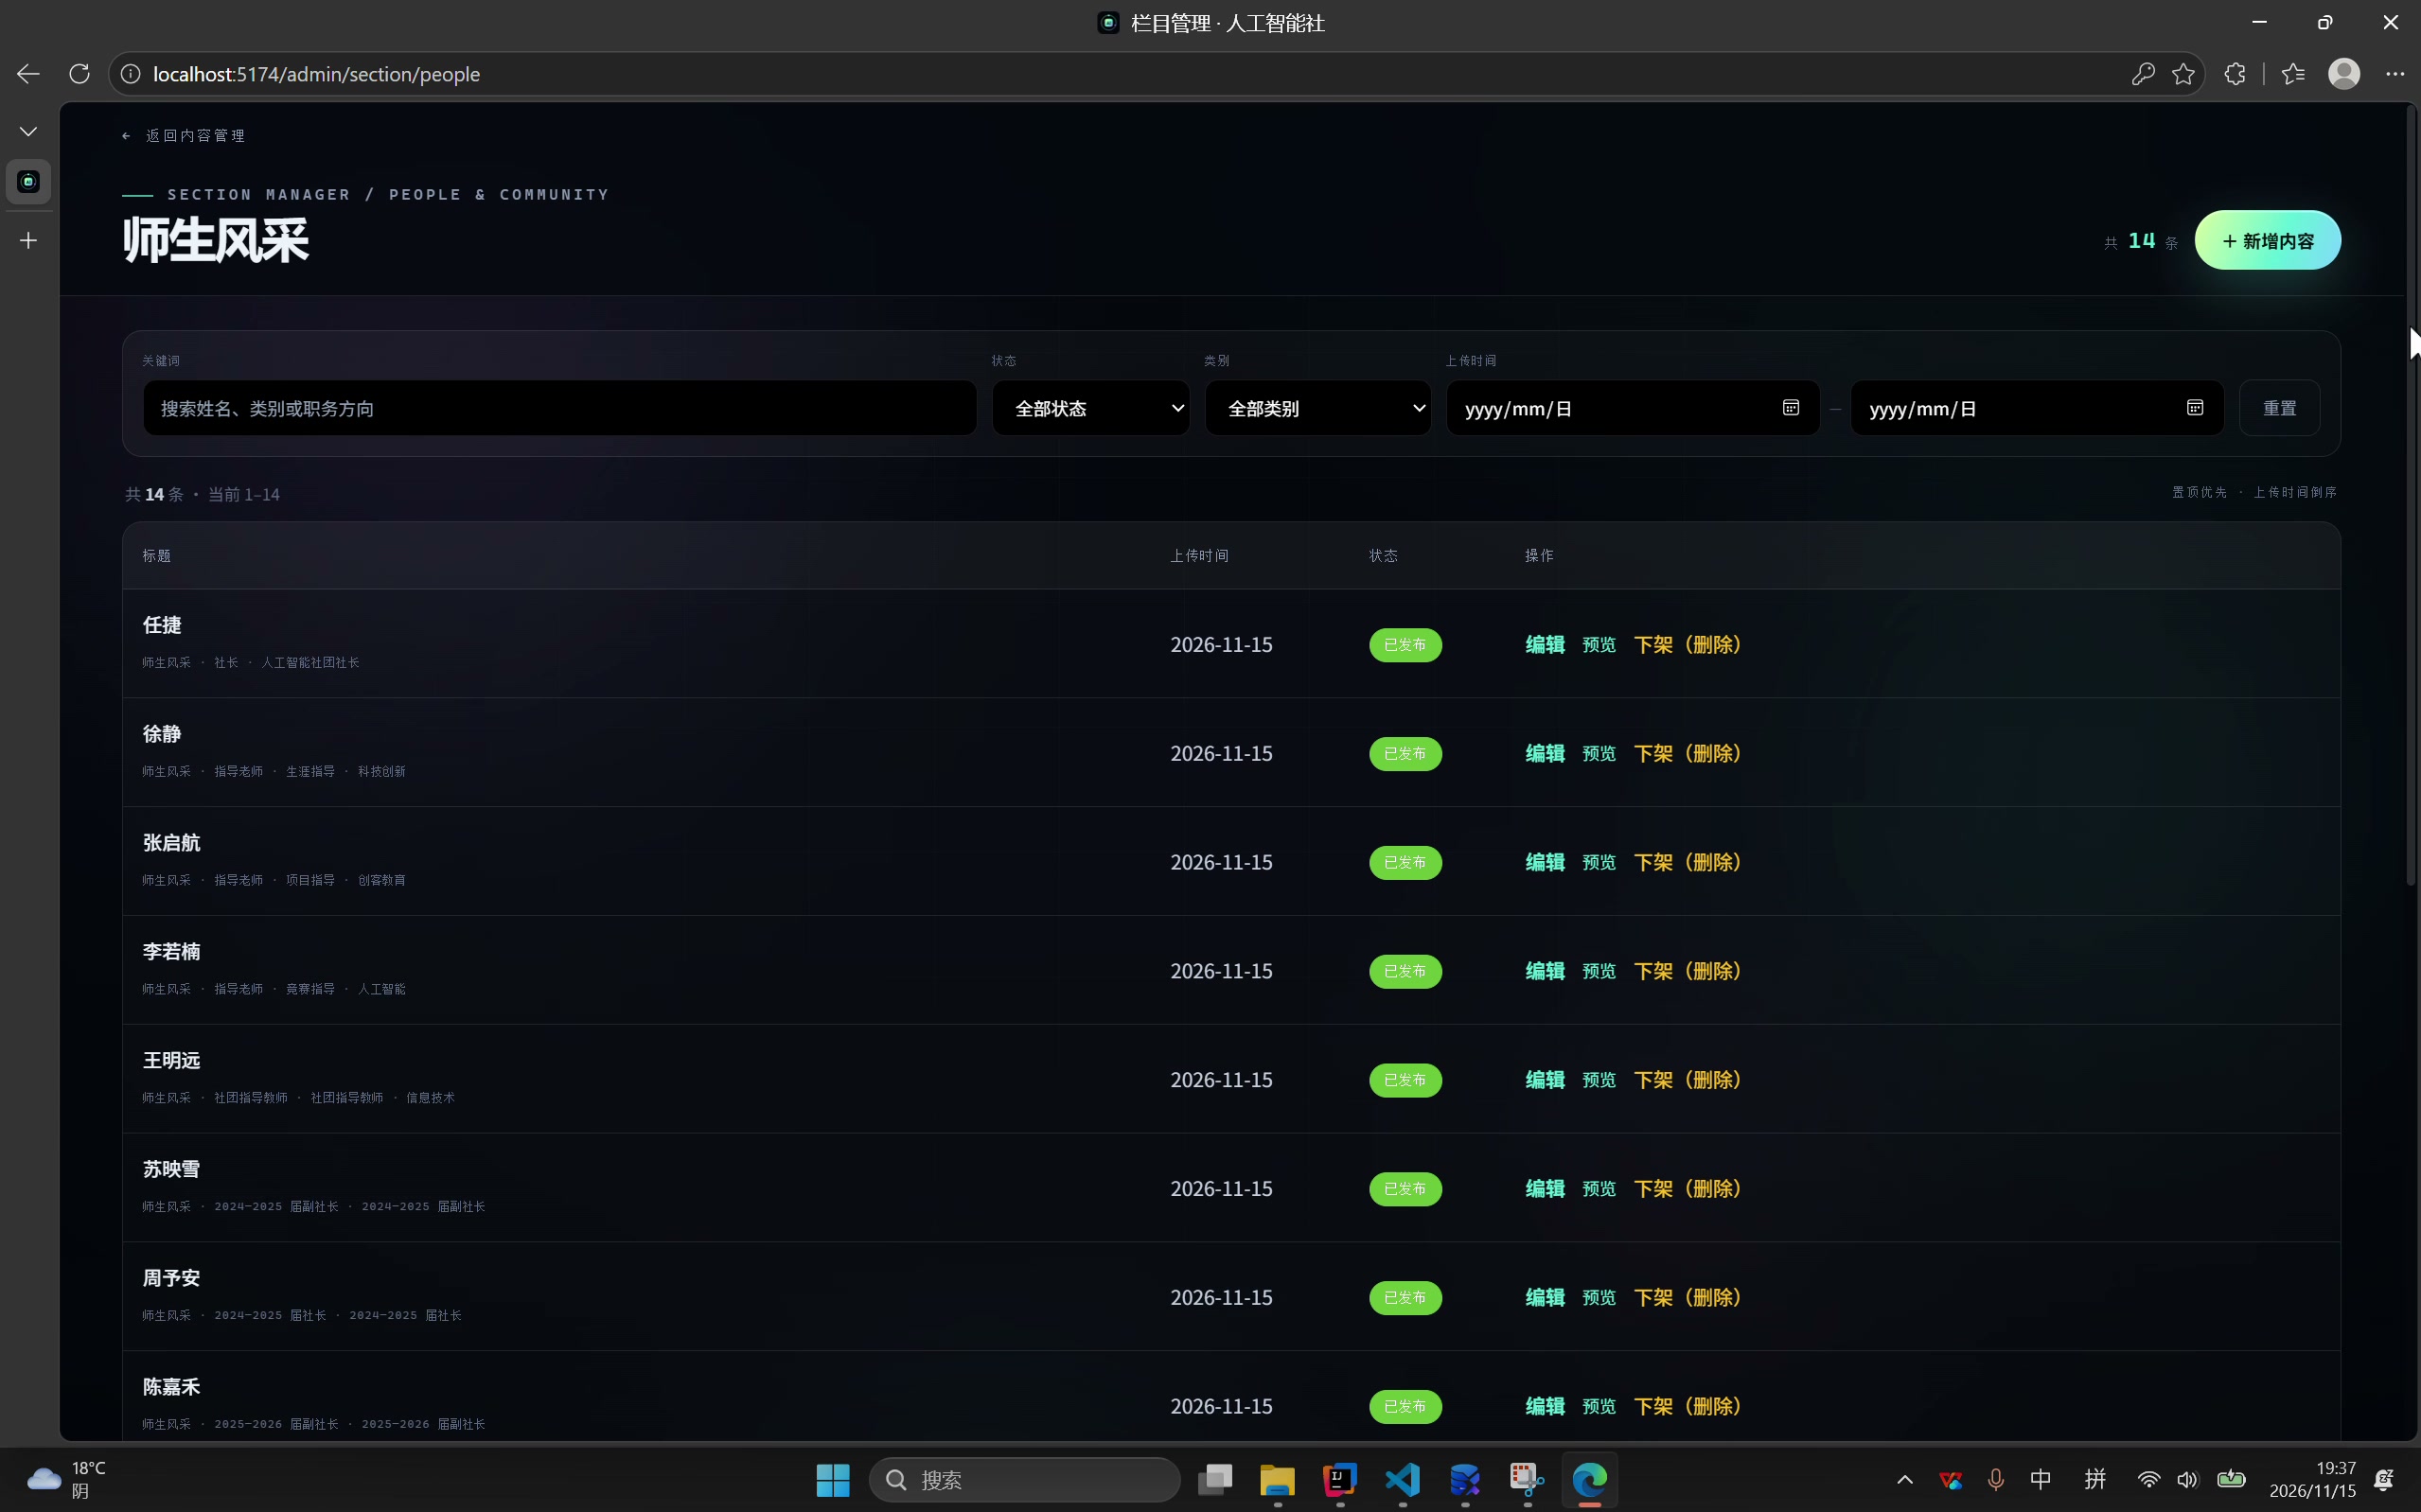 栏目管理 · 人工智能社
localhost:5174/admin/section/people
← 返回内容管理
SECTION MANAGER / PEOPLE & COMMUNITY
师生风采
共 14 条
+ 新增内容
关键词
状态
类别
上传时间
搜索姓名、类别或职务方向
全部状态
全部类别
yyyy/mm/日
—
yyyy/mm/日
重置
共 14 条 · 当前 1–14
置顶优先 · 上传时间倒序
标题
上传时间
状态
操作
任捷
师生风采 · 社长 · 人工智能社团社长
2026-11-15
已发布
编辑 预览 下架（删除）
徐静
师生风采 · 指导老师 · 生涯指导 · 科技创新
2026-11-15
已发布
编辑 预览 下架（删除）
张启航
师生风采 · 指导老师 · 项目指导 · 创客教育
2026-11-15
已发布
编辑 预览 下架（删除）
李若楠
师生风采 · 指导老师 · 竞赛指导 · 人工智能
2026-11-15
已发布
编辑 预览 下架（删除）
王明远
师生风采 · 社团指导教师 · 社团指导教师 · 信息技术
2026-11-15
已发布
编辑 预览 下架（删除）
苏映雪
师生风采 · 2024-2025 届副社长 · 2024-2025 届副社长
2026-11-15
已发布
编辑 预览 下架（删除）
周予安
师生风采 · 2024-2025 届社长 · 2024-2025 届社长
2026-11-15
已发布
编辑 预览 下架（删除）
陈嘉禾
师生风采 · 2025-2026 届副社长 · 2025-2026 届副社长
2026-11-15
已发布
编辑 预览 下架（删除）
18°C
阴
搜索
中
拼
19:37
2026/11/15